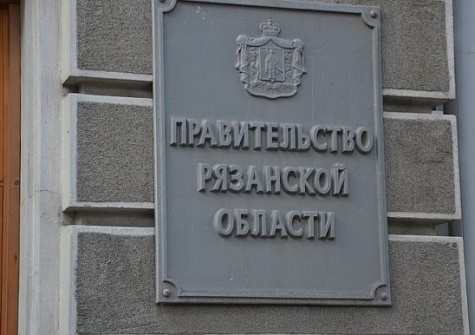 ПРАВИТЕЛЬСТВО
РЯЗАНСКОЙ
ОБЛАСТИ